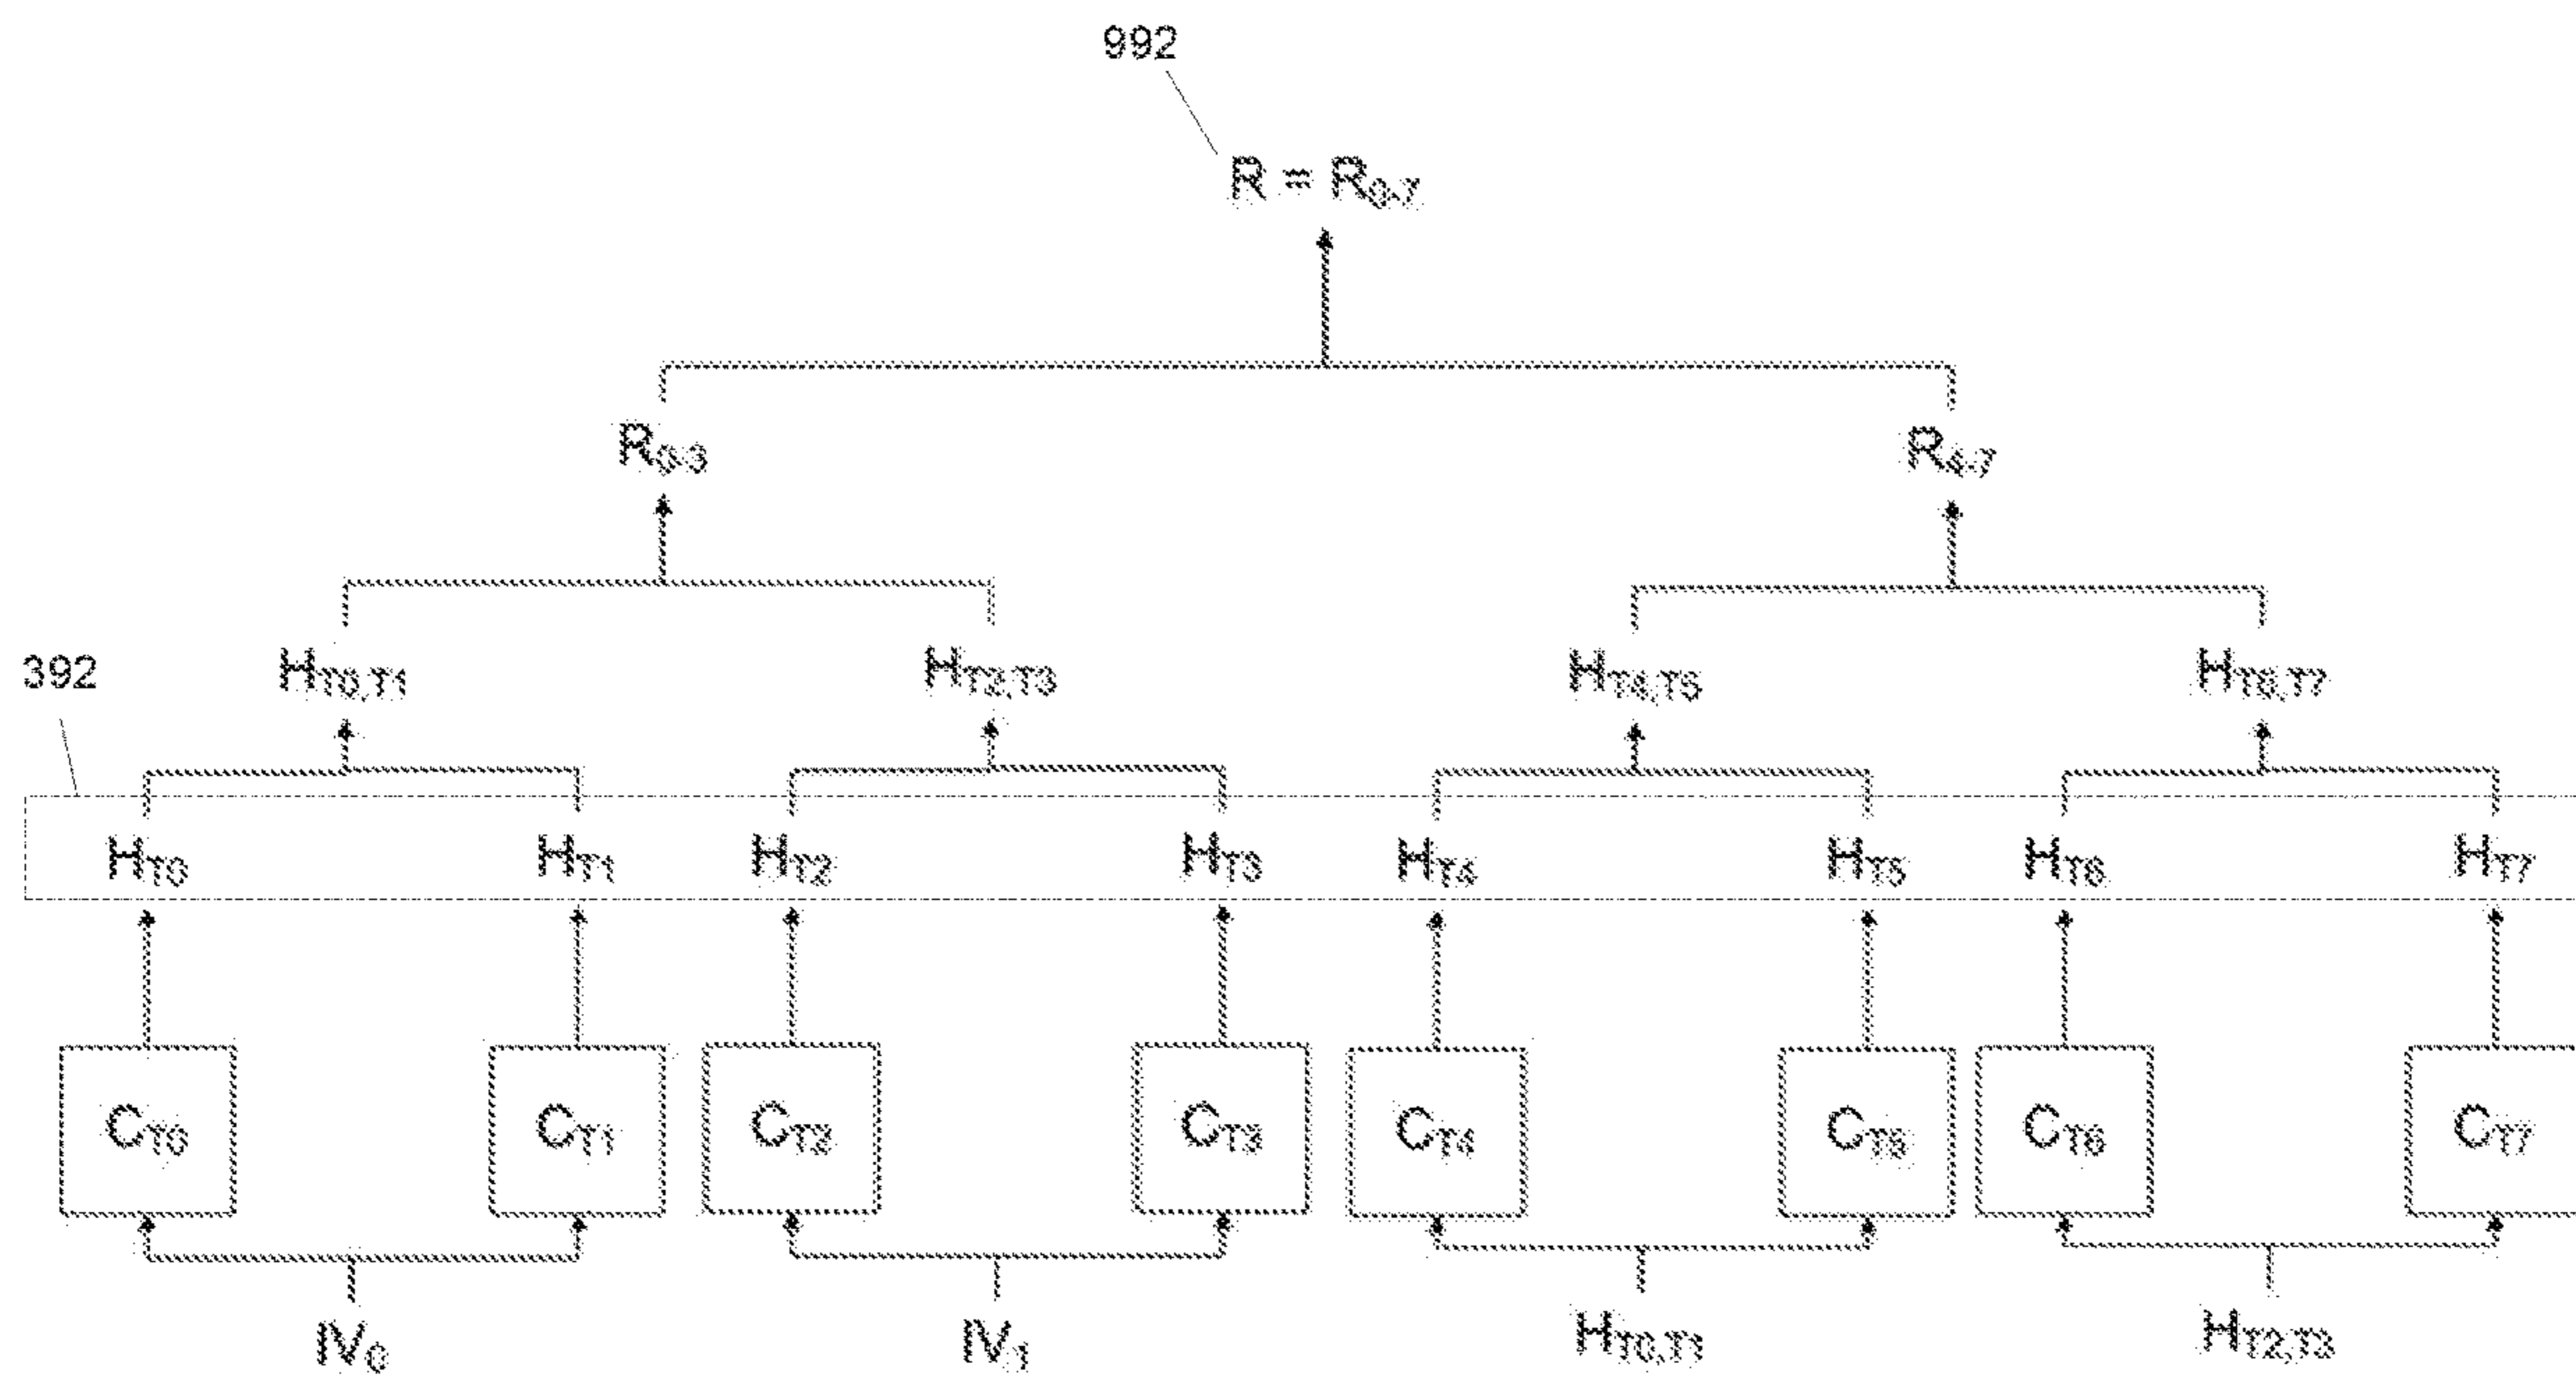 992
R = R0-7
R0-3 R4-7
392 HT0,T1 HT2,T3 HT4,T5 HT6,T7
HT0 HT1 HT2 HT3 HT4 HT5 HT6 HT7
CT0 CT1 CT2 CT3 CT4 CT5 CT6 CT7
IV0 IV1 HT0,T1 HT2,T3